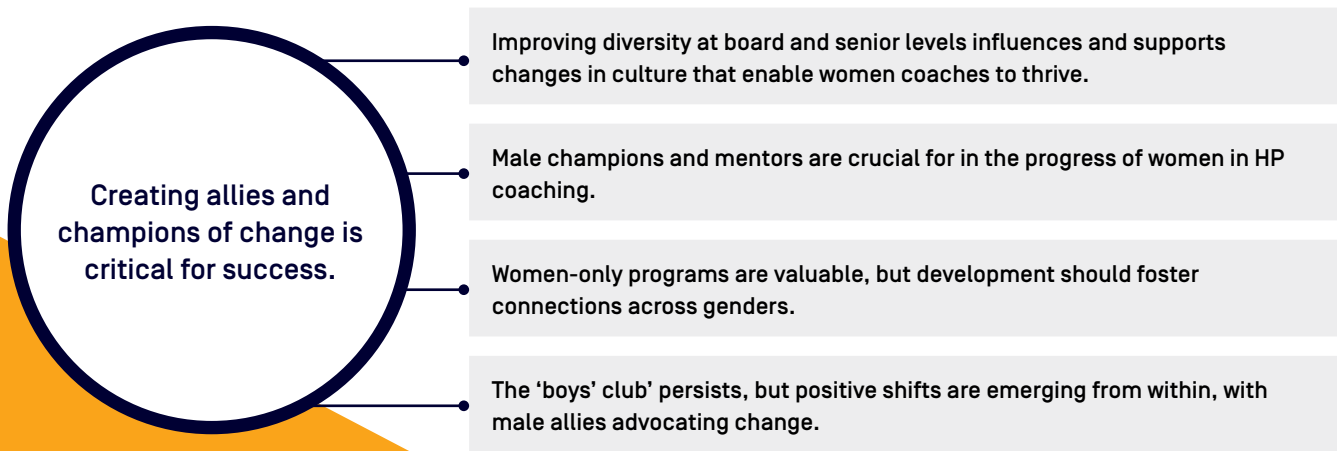 Creating allies and
champions of change is
critical for success.
Improving diversity at board and senior levels influences and supports
changes in culture that enable women coaches to thrive.
Male champions and mentors are crucial for in the progress of women in HP
coaching.
Women-only programs are valuable, but development should foster
connections across genders.
The ‘boys’ club’ persists, but positive shifts are emerging from within, with
male allies advocating change.